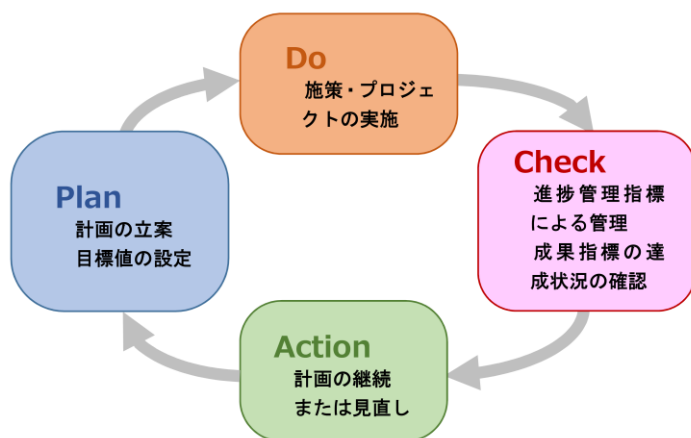 Do
施策・プロジェ
クトの実施
Check
進捗管理指標
による管理
成果指標の達
成状況の確認
Plan
計画の立案
目標値の設定
Action
計画の継続
または見直し